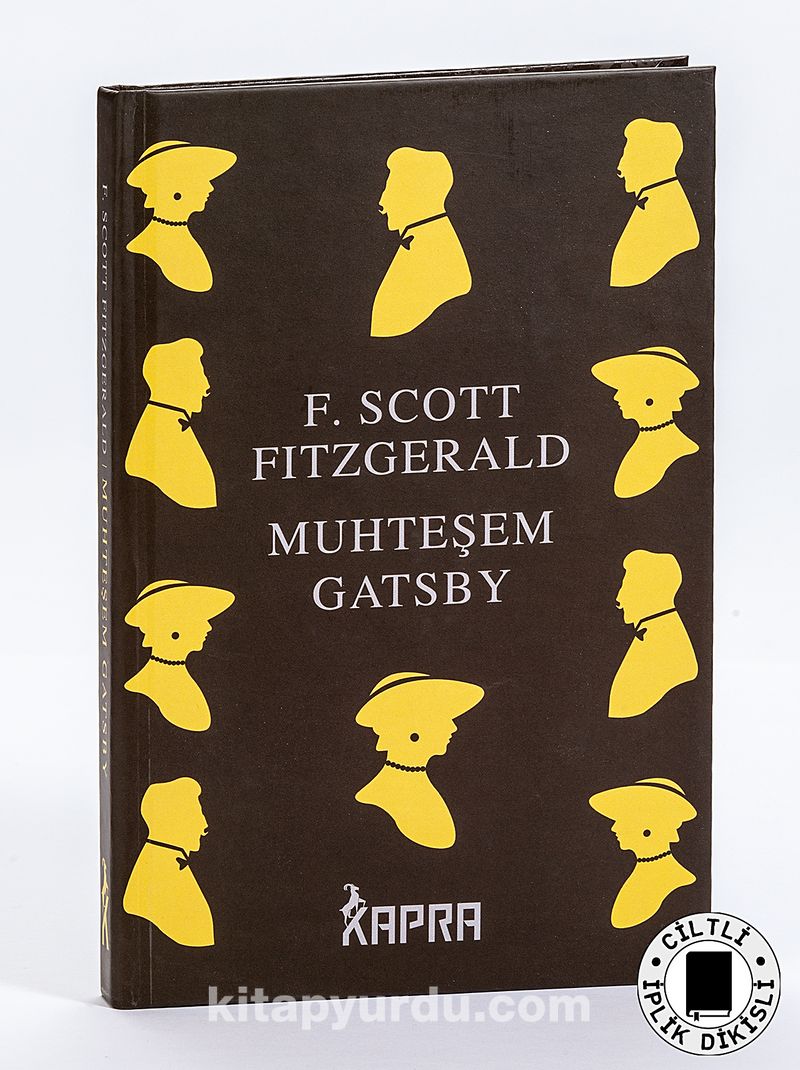 F. SCOTT
FITZGERALD
MUHTEŞEM
GATSBY
KAPRA
F. SCOTT FITZGERALD | MUHTEŞEM GATSBY
CİLTLİ
İPLİK DİKİŞLİ
kitapyurdu.com